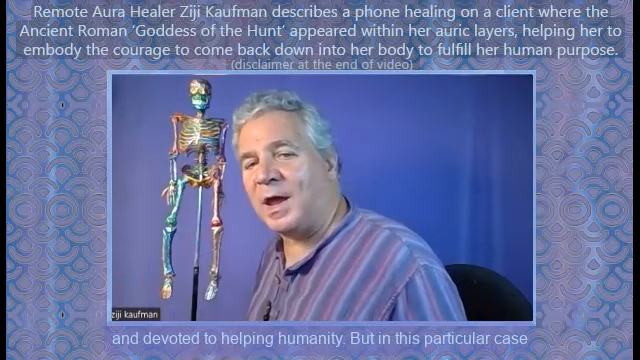 Remote Aura Healer Ziji Kaufman describes a phone healing on a client where the
Ancient Roman ‘Goddess of the Hunt’ appeared within her auric layers, helping her to
embody the courage to come back down into her body to fulfill her human purpose.
(disclaimer at the end of video)
ziji kaufman
and devoted to helping humanity. But in this particular case